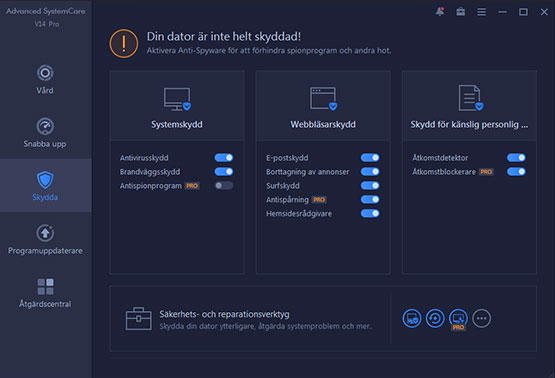 Advanced SystemCare
V14 Pro
Din dator är inte helt skyddad!
Aktivera Anti-Spyware för att förhindra spionprogram och andra hot.
Vård
Snabba upp
Skydda
Programuppdaterare
Åtgärdscentral
Systemskydd
Antivirusskydd
Brandväggsskydd
Antispionprogram PRO
Webbläsarskydd
E-postskydd
Borttagning av annonser
Surfskydd
Antispårning PRO
Hemsidesrådgivare
Skydd för känslig personlig ...
Åtkomstdetektor
Åtkomstblockerare PRO
Säkerhets- och reparationsverktyg
Skydda din dator ytterligare, åtgärda systemproblem och mer..
PRO